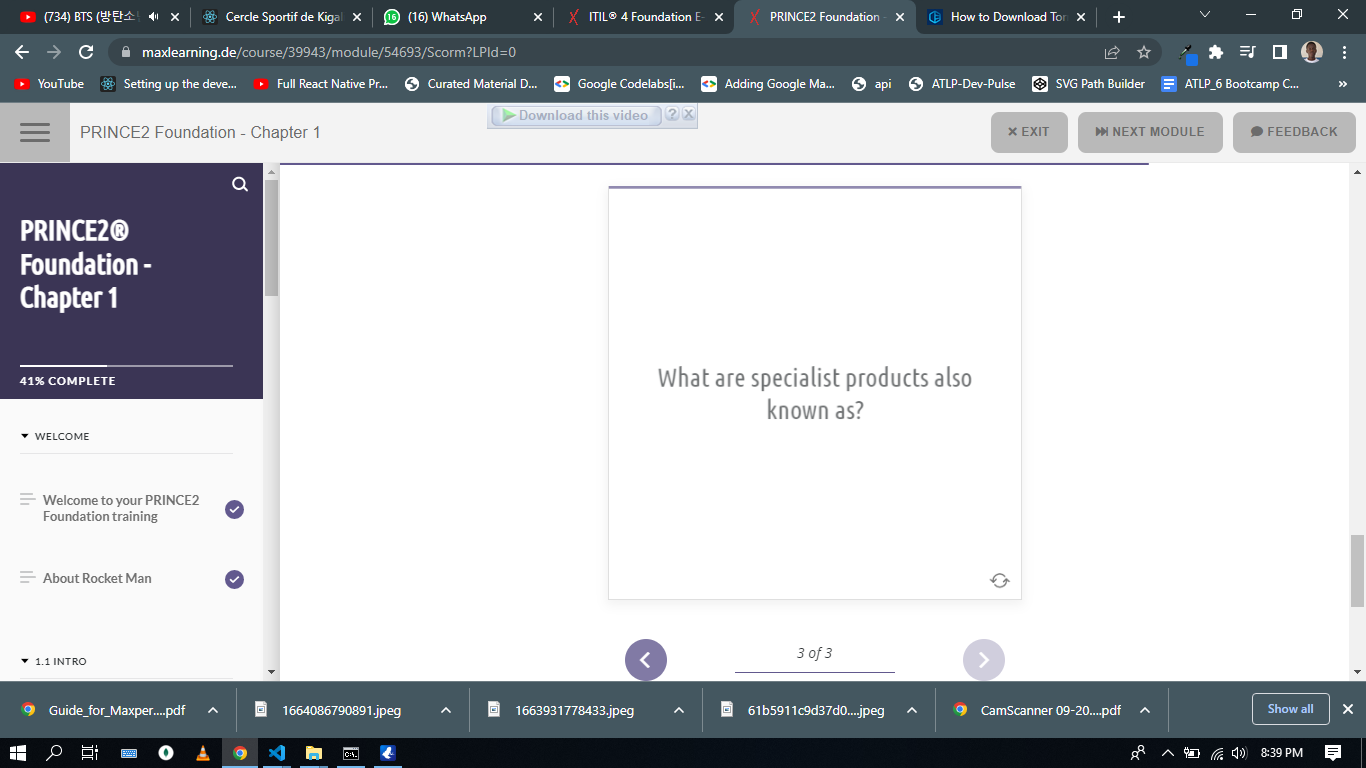 (734) BTS (방탄소
Cercle Sportif de Kigal
(16) WhatsApp
ITIL® 4 Foundation E-
PRINCE2 Foundation -
How to Download Tor
maxlearning.de/course/39943/module/54693/Scorm?LPId=0
YouTube
Setting up the deve...
Full React Native Pr...
Curated Material D...
Google Codelabs[i...
Adding Google Ma...
api
ATLP-Dev-Pulse
SVG Path Builder
ATLP_6 Bootcamp C...
»
PRINCE2 Foundation - Chapter 1
Download this video
?
EXIT
NEXT MODULE
FEEDBACK
PRINCE2®
Foundation -
Chapter 1
41% COMPLETE
WELCOME
Welcome to your PRINCE2
Foundation training
About Rocket Man
1.1 INTRO
What are specialist products also
known as?
3 of 3
Guide_for_Maxper....pdf
1664086790891.jpeg
1663931778433.jpeg
61b5911c9d37d0....jpeg
CamScanner 09-20....pdf
Show all
8:39 PM